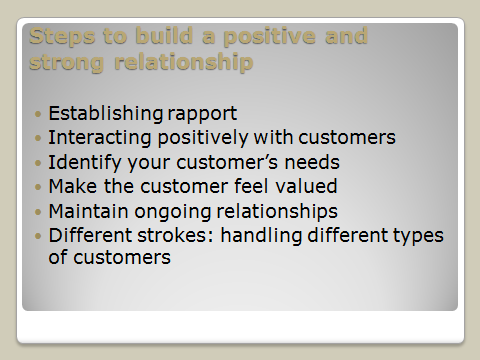 Steps to build a positive and
strong relationship
• Establishing rapport
• Interacting positively with customers
• Identify your customer’s needs
• Make the customer feel valued
• Maintain ongoing relationships
• Different strokes: handling different types
of customers